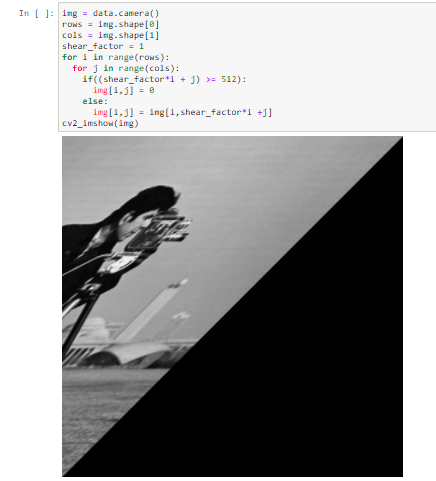 In [ ]: img = data.camera()
rows = img.shape[0]
cols = img.shape[1]
shear_factor = 1
for i in range(rows):
  for j in range(cols):
    if((shear_factor*i + j) >= 512):
      img[i,j] = 0
    else:
      img[i,j] = img[i,shear_factor*i +j]
cv2_imshow(img)